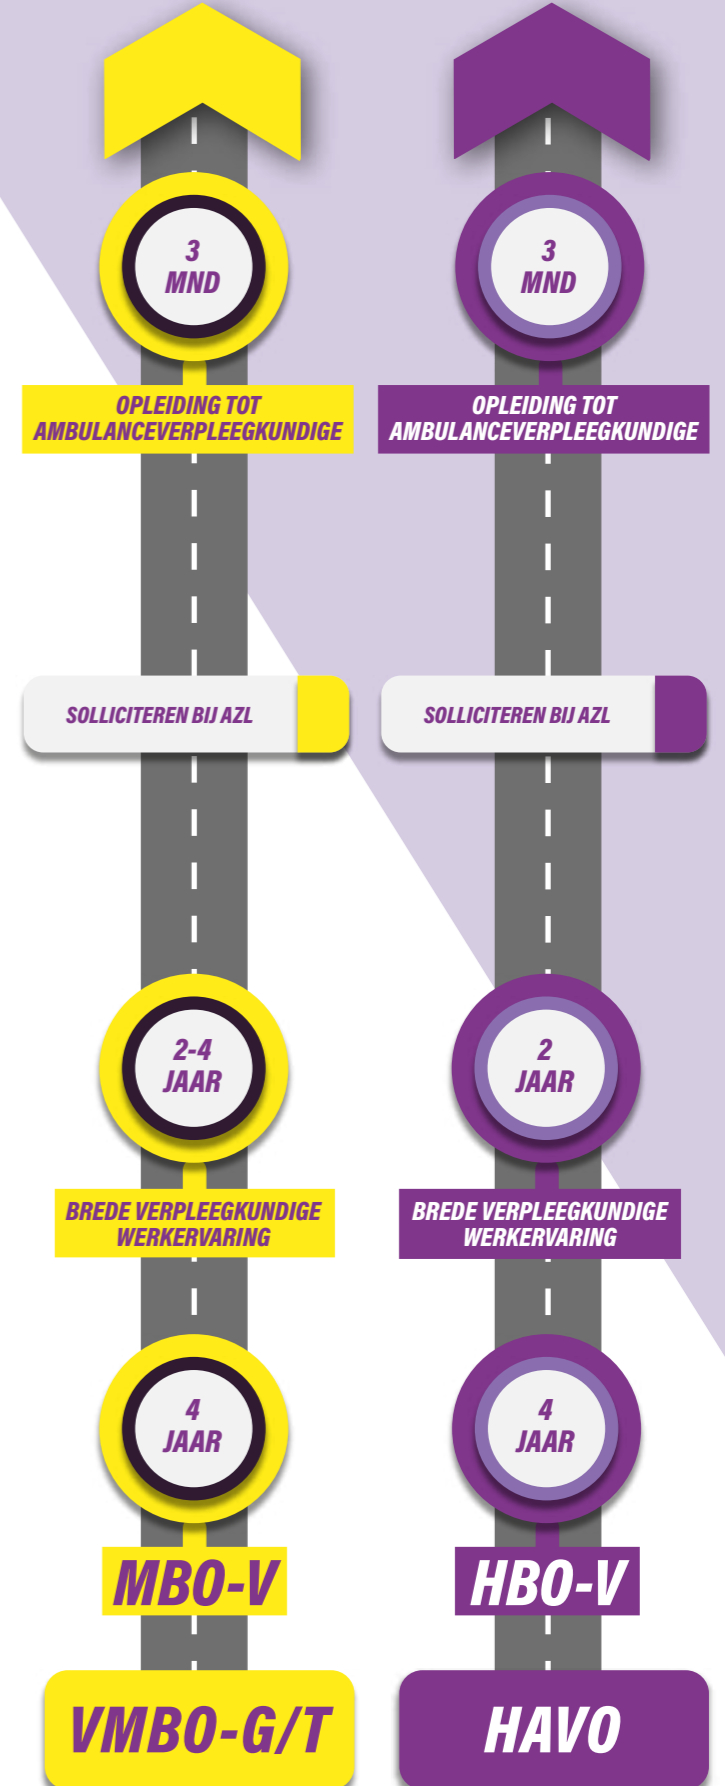 3
MND
OPLEIDING TOT
AMBULANCEVERPLEEGKUNDIGE
SOLLICITEREN BIJ AZL
2-4
JAAR
BREDE VERPLEEGKUNDIGE
WERKERVARING
4
JAAR
MBO-V
VMBO-G/T
3
MND
OPLEIDING TOT
AMBULANCEVERPLEEGKUNDIGE
SOLLICITEREN BIJ AZL
2
JAAR
BREDE VERPLEEGKUNDIGE
WERKERVARING
4
JAAR
HBO-V
HAVO